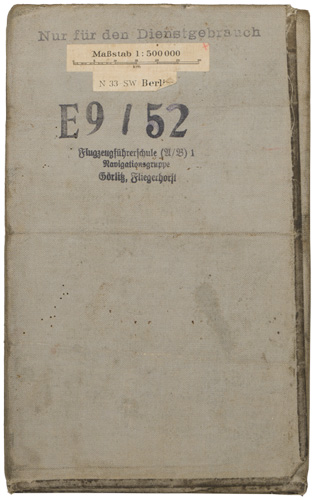 Nur für den Dienstgebrauch
Maßstab 1:500 000
N 33-SW Berlin
E9/52
Flugzeugführerschule (A/B) 1
Navigationsgruppe
Görlitz, Fliegerhorst